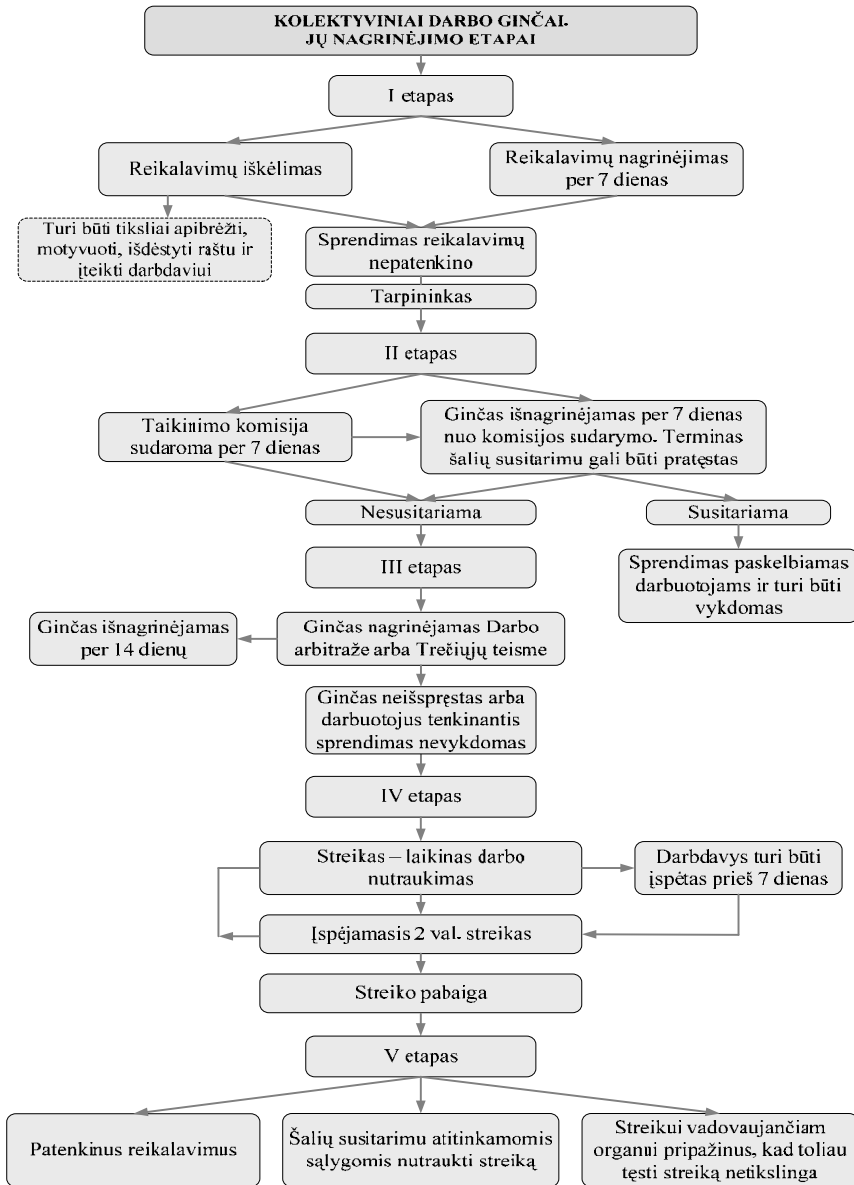 KOLEKTYVINIAI DARBO GINČAI.
JŲ NAGRINĖJIMO ETAPAI
I etapas
Reikalavimų iškėlimas
Reikalavimų nagrinėjimas
per 7 dienas
Turi būti tiksliai apibrėžti,
motyvuoti, išdėstyti raštu ir
įteikti darbdaviui
Sprendimas reikalavimų
nepatenkino
Tarpininkas
II etapas
Taikinimo komisija
sudaroma per 7 dienas
Ginčas išnagrinėjamas per 7 dienas
nuo komisijos sudarymo. Terminas
šalių susitarimu gali būti pratęstas
Nesusitariama
Susitariama
III etapas
Sprendimas paskelbiamas
darbuotojams ir turi būti
vykdomas
Ginčas išnagrinėjamas
per 14 dienų
Ginčas nagrinėjamas Darbo
arbitraže arba Trečiųjų teisme
Ginčas neišspręstas arba
darbuotojus tenkinantis
sprendimas nevykdomas
IV etapas
Streikas – laikinas darbo
nutraukimas
Darbdavys turi būti
įspėtas prieš 7 dienas
Įspėjamasis 2 val. streikas
Streiko pabaiga
V etapas
Patenkinus reikalavimus
Šalių susitarimu atitinkamomis
sąlygomis nutraukti streiką
Streikui vadovaujančiam
organui pripažinus, kad toliau
tęsti streiką netikslinga